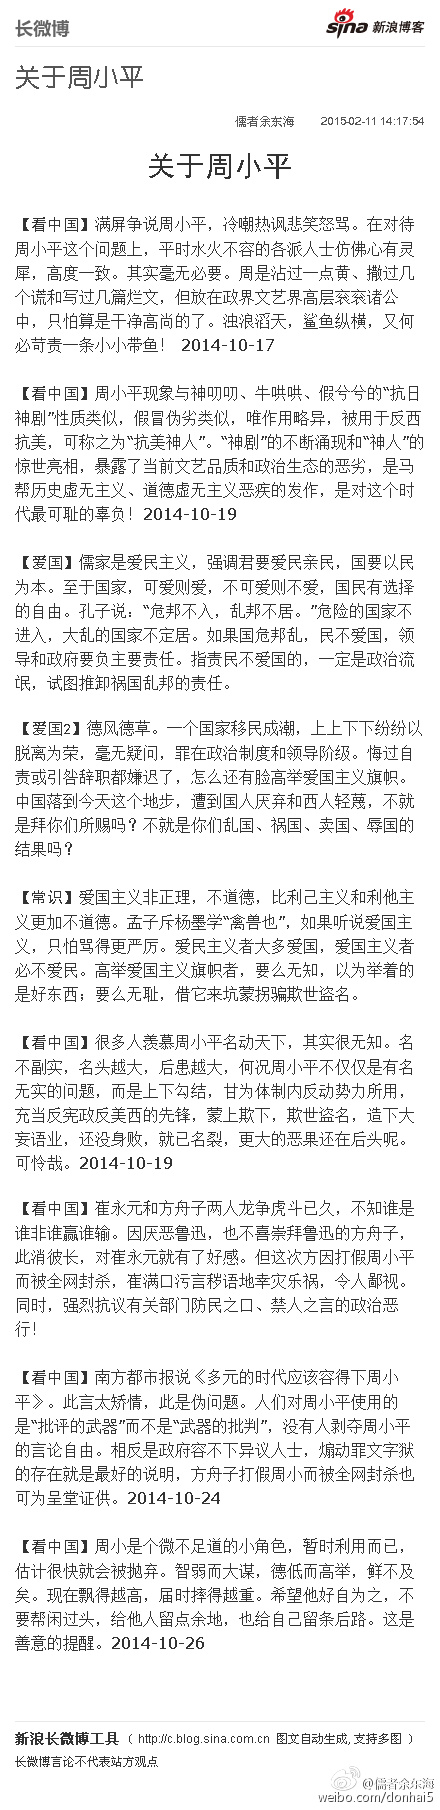 长微博
sina 新浪博客
关于周小平
儒者余东海 2015-02-11 14:17:54
关于周小平
【看中国】满屏争说周小平，冷嘲热讽悲笑怒骂。在对待
周小平这个问题上，平时水火不容的各派人士仿佛心有灵
犀，高度一致。其实毫无必要。周是沾过一点黄、撒过几
个谎和写过几篇烂文，但放在政界文艺界高层衮衮诸公
中，只怕算是干净高尚的了。浊浪滔天，鲨鱼纵横，又何
必苛责一条小小带鱼！ 2014-10-17
【看中国】周小平现象与神叨叨、牛哄哄、假兮兮的“抗日
神剧”性质类似，假冒伪劣类似，唯作用略异，被用于反西
抗美，可称之为“抗美神人”。“神剧”的不断涌现和“神人”的
惊世亮相，暴露了当前文艺品质和政治生态的恶劣，是马
帮历史虚无主义、道德虚无主义恶疾的发作，是对这个时
代最可耻的辜负！2014-10-19
【爱国】儒家是爱民主义，强调君要爱民亲民，国要以民
为本。至于国家，可爱则爱，不可爱则不爱，国民有选择
的自由。孔子说：“危邦不入，乱邦不居。”危险的国家不
进入，大乱的国家不定居。如果国危邦乱，民不爱国，领
导和政府要负主要责任。指责民不爱国的，一定是政治流
氓，试图推卸祸国乱邦的责任。
【爱国2】德风德草。一个国家移民成潮，上上下下纷纷以
脱离为荣，毫无疑问，罪在政治制度和领导阶级。悔过自
责或引咎辞职都嫌迟了，怎么还有脸高举爱国主义旗帜。
中国落到今天这个地步，遭到国人厌弃和西人轻蔑，不就
是拜你们所赐吗？不就是你们乱国、祸国、卖国、辱国的
结果吗？
【常识】爱国主义非正理，不道德，比利己主义和利他主
义更加不道德。孟子斥杨墨学“禽兽也”，如果听说爱国主
义，只怕骂得更严厉。爱民主义者大多爱国，爱国主义者
必不爱民。高举爱国主义旗帜者，要么无知，以为举着的
是好东西；要么无耻，借它来坑蒙拐骗欺世盗名。
【看中国】很多人羡慕周小平名动天下，其实很无知。名
不副实，名头越大，后患越大，何况周小平不仅仅是有名
无实的问题，而是上下勾结，甘为体制内反动势力所用，
充当反宪政反美西的先锋，蒙上欺下，欺世盗名，造下大
妄语业，还没身败，就已名裂，更大的恶果还在后头呢。
可怜哉。2014-10-19
【看中国】崔永元和方舟子两人龙争虎斗已久，不知谁是
谁非谁赢谁输。因厌恶鲁迅，也不喜崇拜鲁迅的方舟子，
此消彼长，对崔永元就有了好感。但这次方因打假周小平
而被全网封杀，崔满口污言秽语地幸灾乐祸，令人鄙视。
同时，强烈抗议有关部门防民之口、禁人之言的政治恶
行！
【看中国】南方都市报说《多元的时代应该容得下周小
平》。此言太矫情，此是伪问题。人们对周小平使用的
是“批评的武器”而不是“武器的批判”，没有人剥夺周小平
的言论自由。相反是政府容不下异议人士，煽动罪文字狱
的存在就是最好的说明，方舟子打假周小而被全网封杀也
可为呈堂证供。2014-10-24
【看中国】周小是个微不足道的小角色，暂时利用而已，
估计很快就会被抛弃。智弱而大谋，德低而高举，鲜不及
矣。现在飘得越高，届时摔得越重。希望他好自为之，不
要帮闲过头，给他人留点余地，也给自己留条后路。这是
善意的提醒。2014-10-26
新浪长微博工具 （ http://c.blog.sina.com.cn 图文自动生成, 支持多图 ）
长微博言论不代表站方观点
@儒者余东海
weibo.com/donhai5